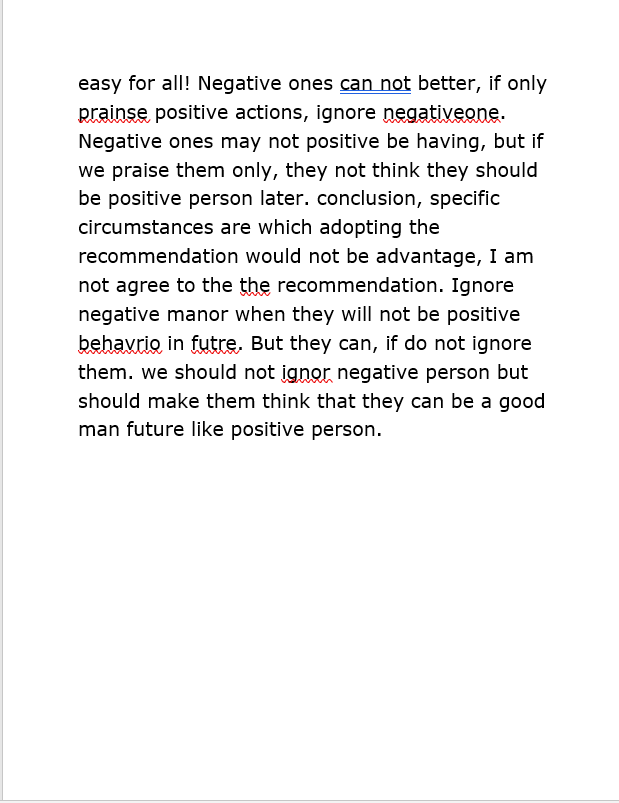 easy for all! Negative ones can not better, if only
prainse positive actions, ignore negativeone.
Negative ones may not positive be having, but if
we praise them only, they not think they should
be positive person later. conclusion, specific
circumstances are which adopting the
recommendation would not be advantage, I am
not agree to the the recommendation. Ignore
negative manor when they will not be positive
behavrio in futre. But they can, if do not ignore
them. we should not ignor negative person but
should make them think that they can be a good
man future like positive person.